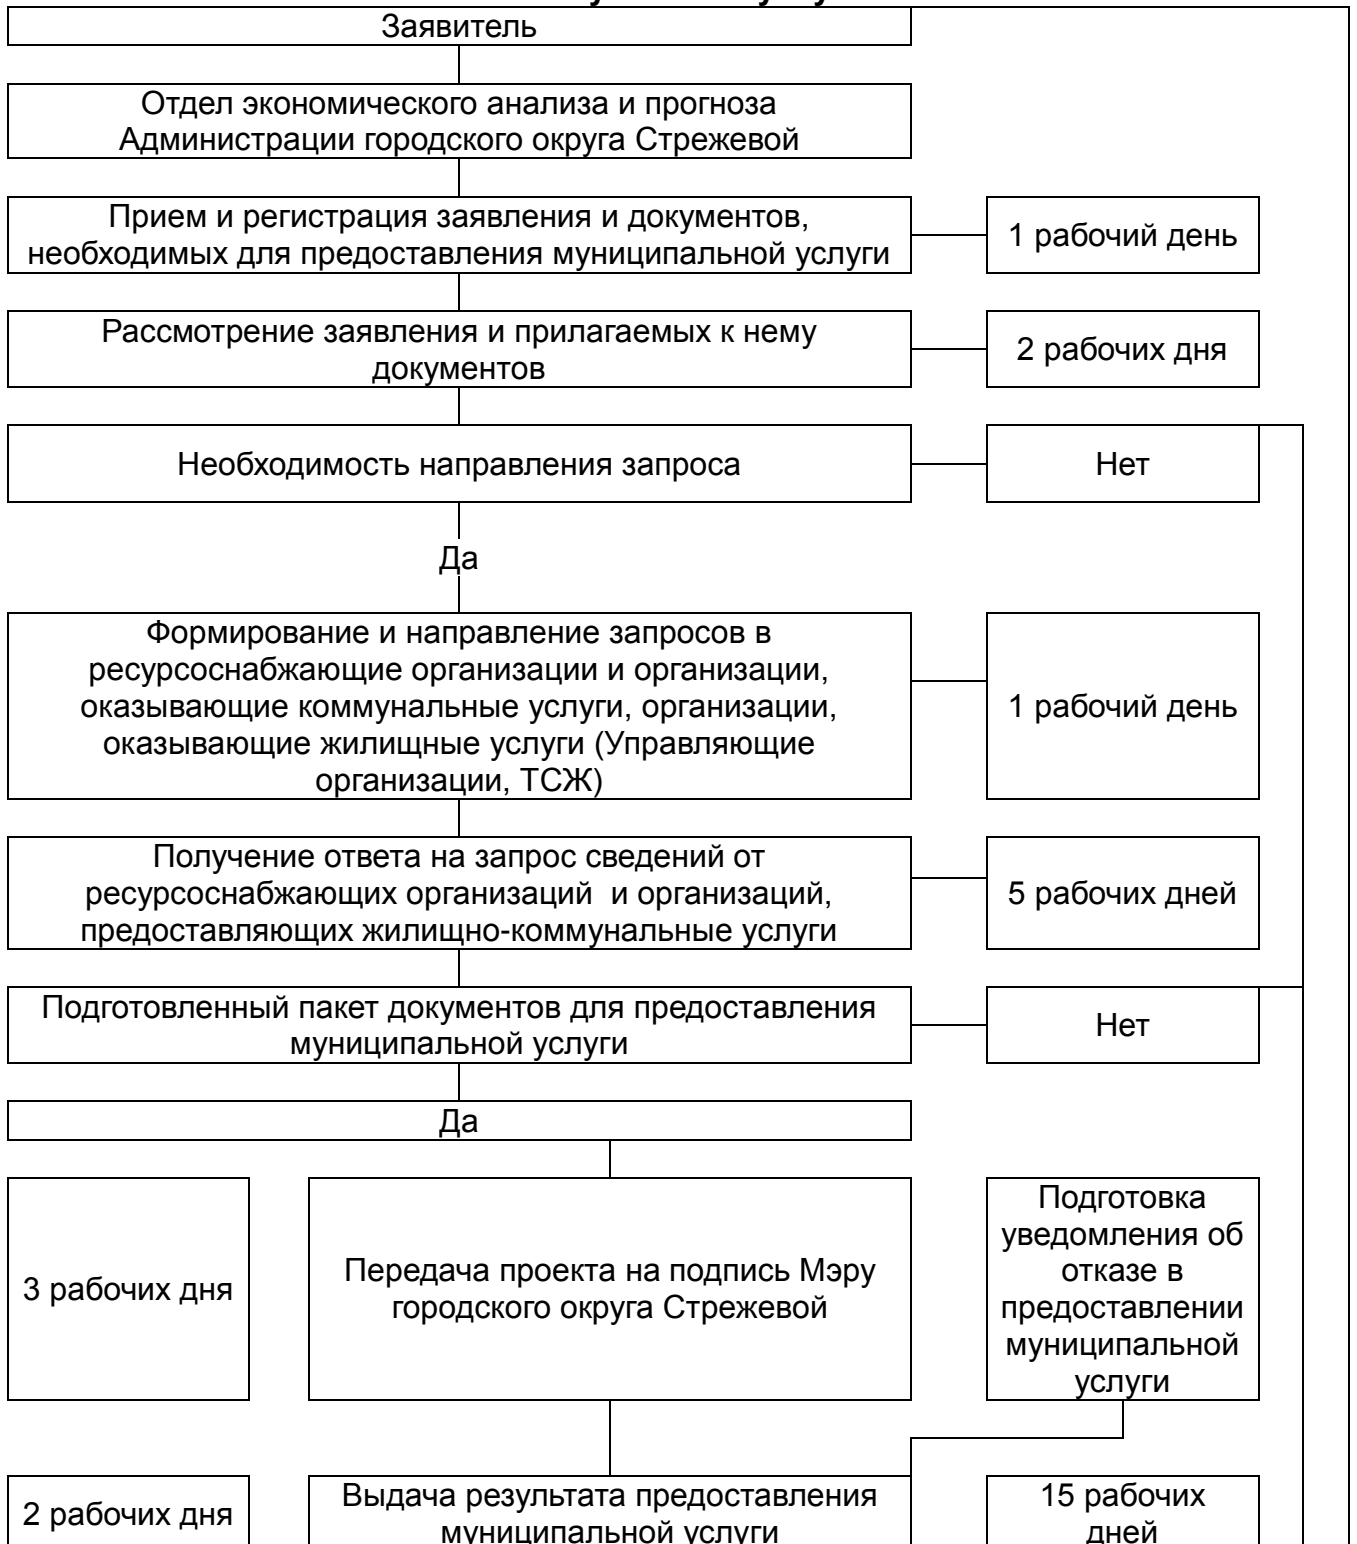 Заявитель
Отдел экономического анализа и прогноза
Администрации городского округа Стрежевой
Прием и регистрация заявления и документов,
необходимых для предоставления муниципальной услуги
1 рабочий день
Рассмотрение заявления и прилагаемых к нему
документов
2 рабочих дня
Необходимость направления запроса
Нет
Да
Формирование и направление запросов в
ресурсоснабжающие организации и организации,
оказывающие коммунальные услуги, организации,
оказывающие жилищные услуги (Управляющие
организации, ТСЖ)
1 рабочий день
Получение ответа на запрос сведений от
ресурсоснабжающих организаций  и организаций,
предоставляющих жилищно-коммунальные услуги
5 рабочих дней
Подготовленный пакет документов для предоставления
муниципальной услуги
Нет
Да
3 рабочих дня
Передача проекта на подпись Мэру
городского округа Стрежевой
Подготовка
уведомления об
отказе в
предоставлении
муниципальной
услуги
2 рабочих дня
Выдача результата предоставления
муниципальной услуги
15 рабочих
дней